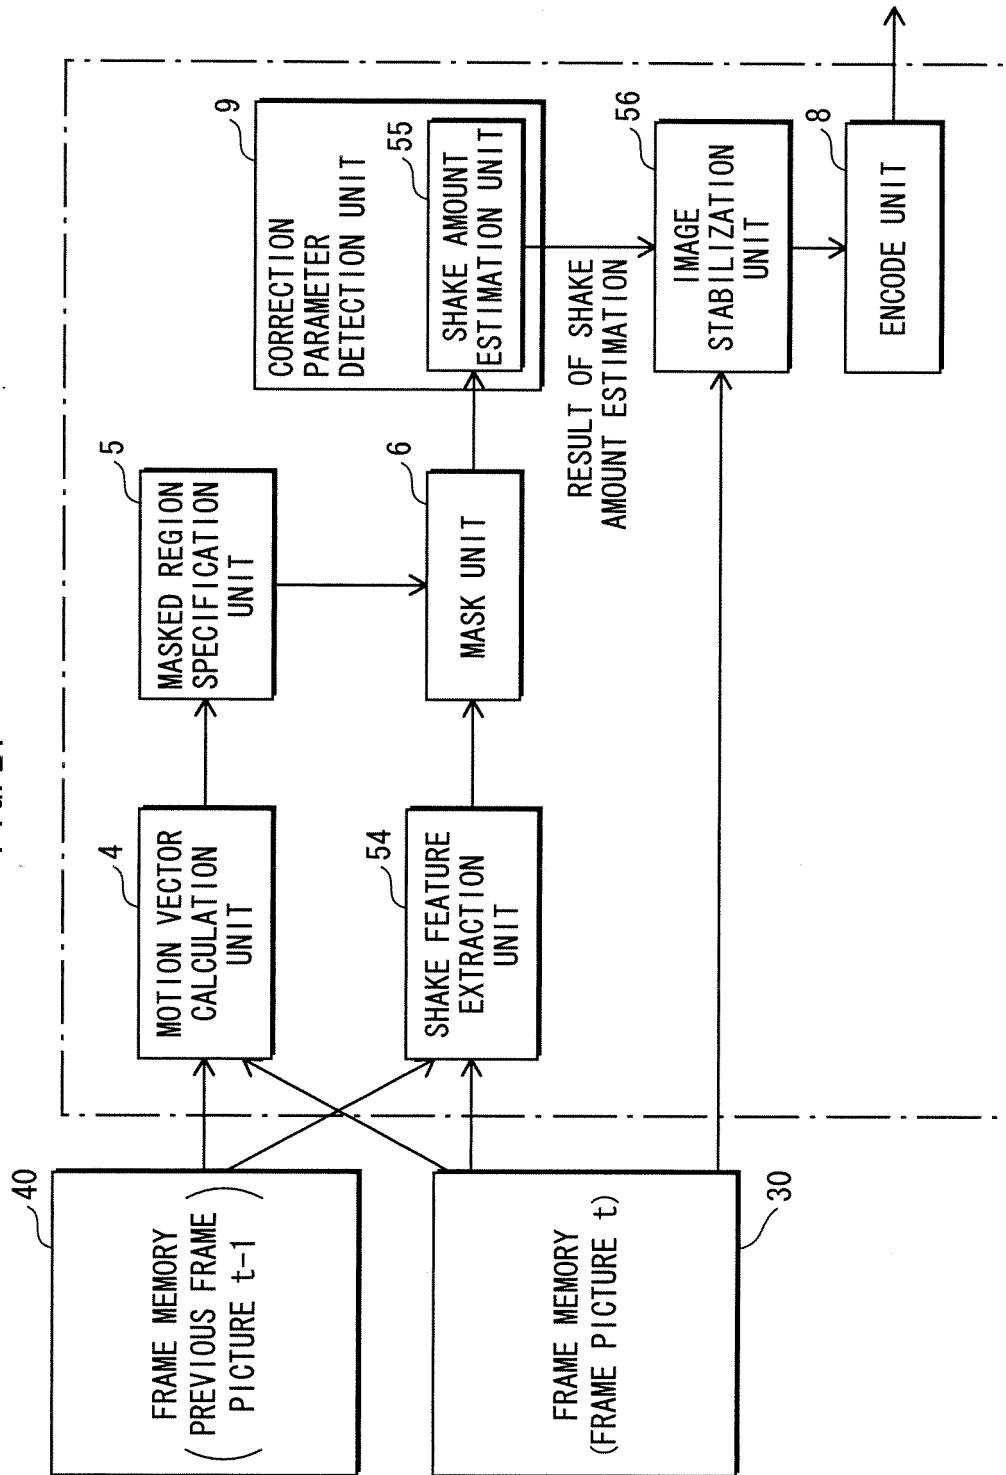 40
FRAME MEMORY
(PREVIOUS FRAME
PICTURE t-1)
FRAME MEMORY
(FRAME PICTURE t)
30
4
MOTION VECTOR
CALCULATION
UNIT
54
SHAKE FEATURE
EXTRACTION
UNIT
5
MASKED REGION
SPECIFICATION
UNIT
6
MASK UNIT
9
CORRECTION
PARAMETER
DETECTION UNIT
55
SHAKE AMOUNT
ESTIMATION UNIT
RESULT OF SHAKE
AMOUNT ESTIMATION
56
IMAGE
STABILIZATION
UNIT
8
ENCODE UNIT